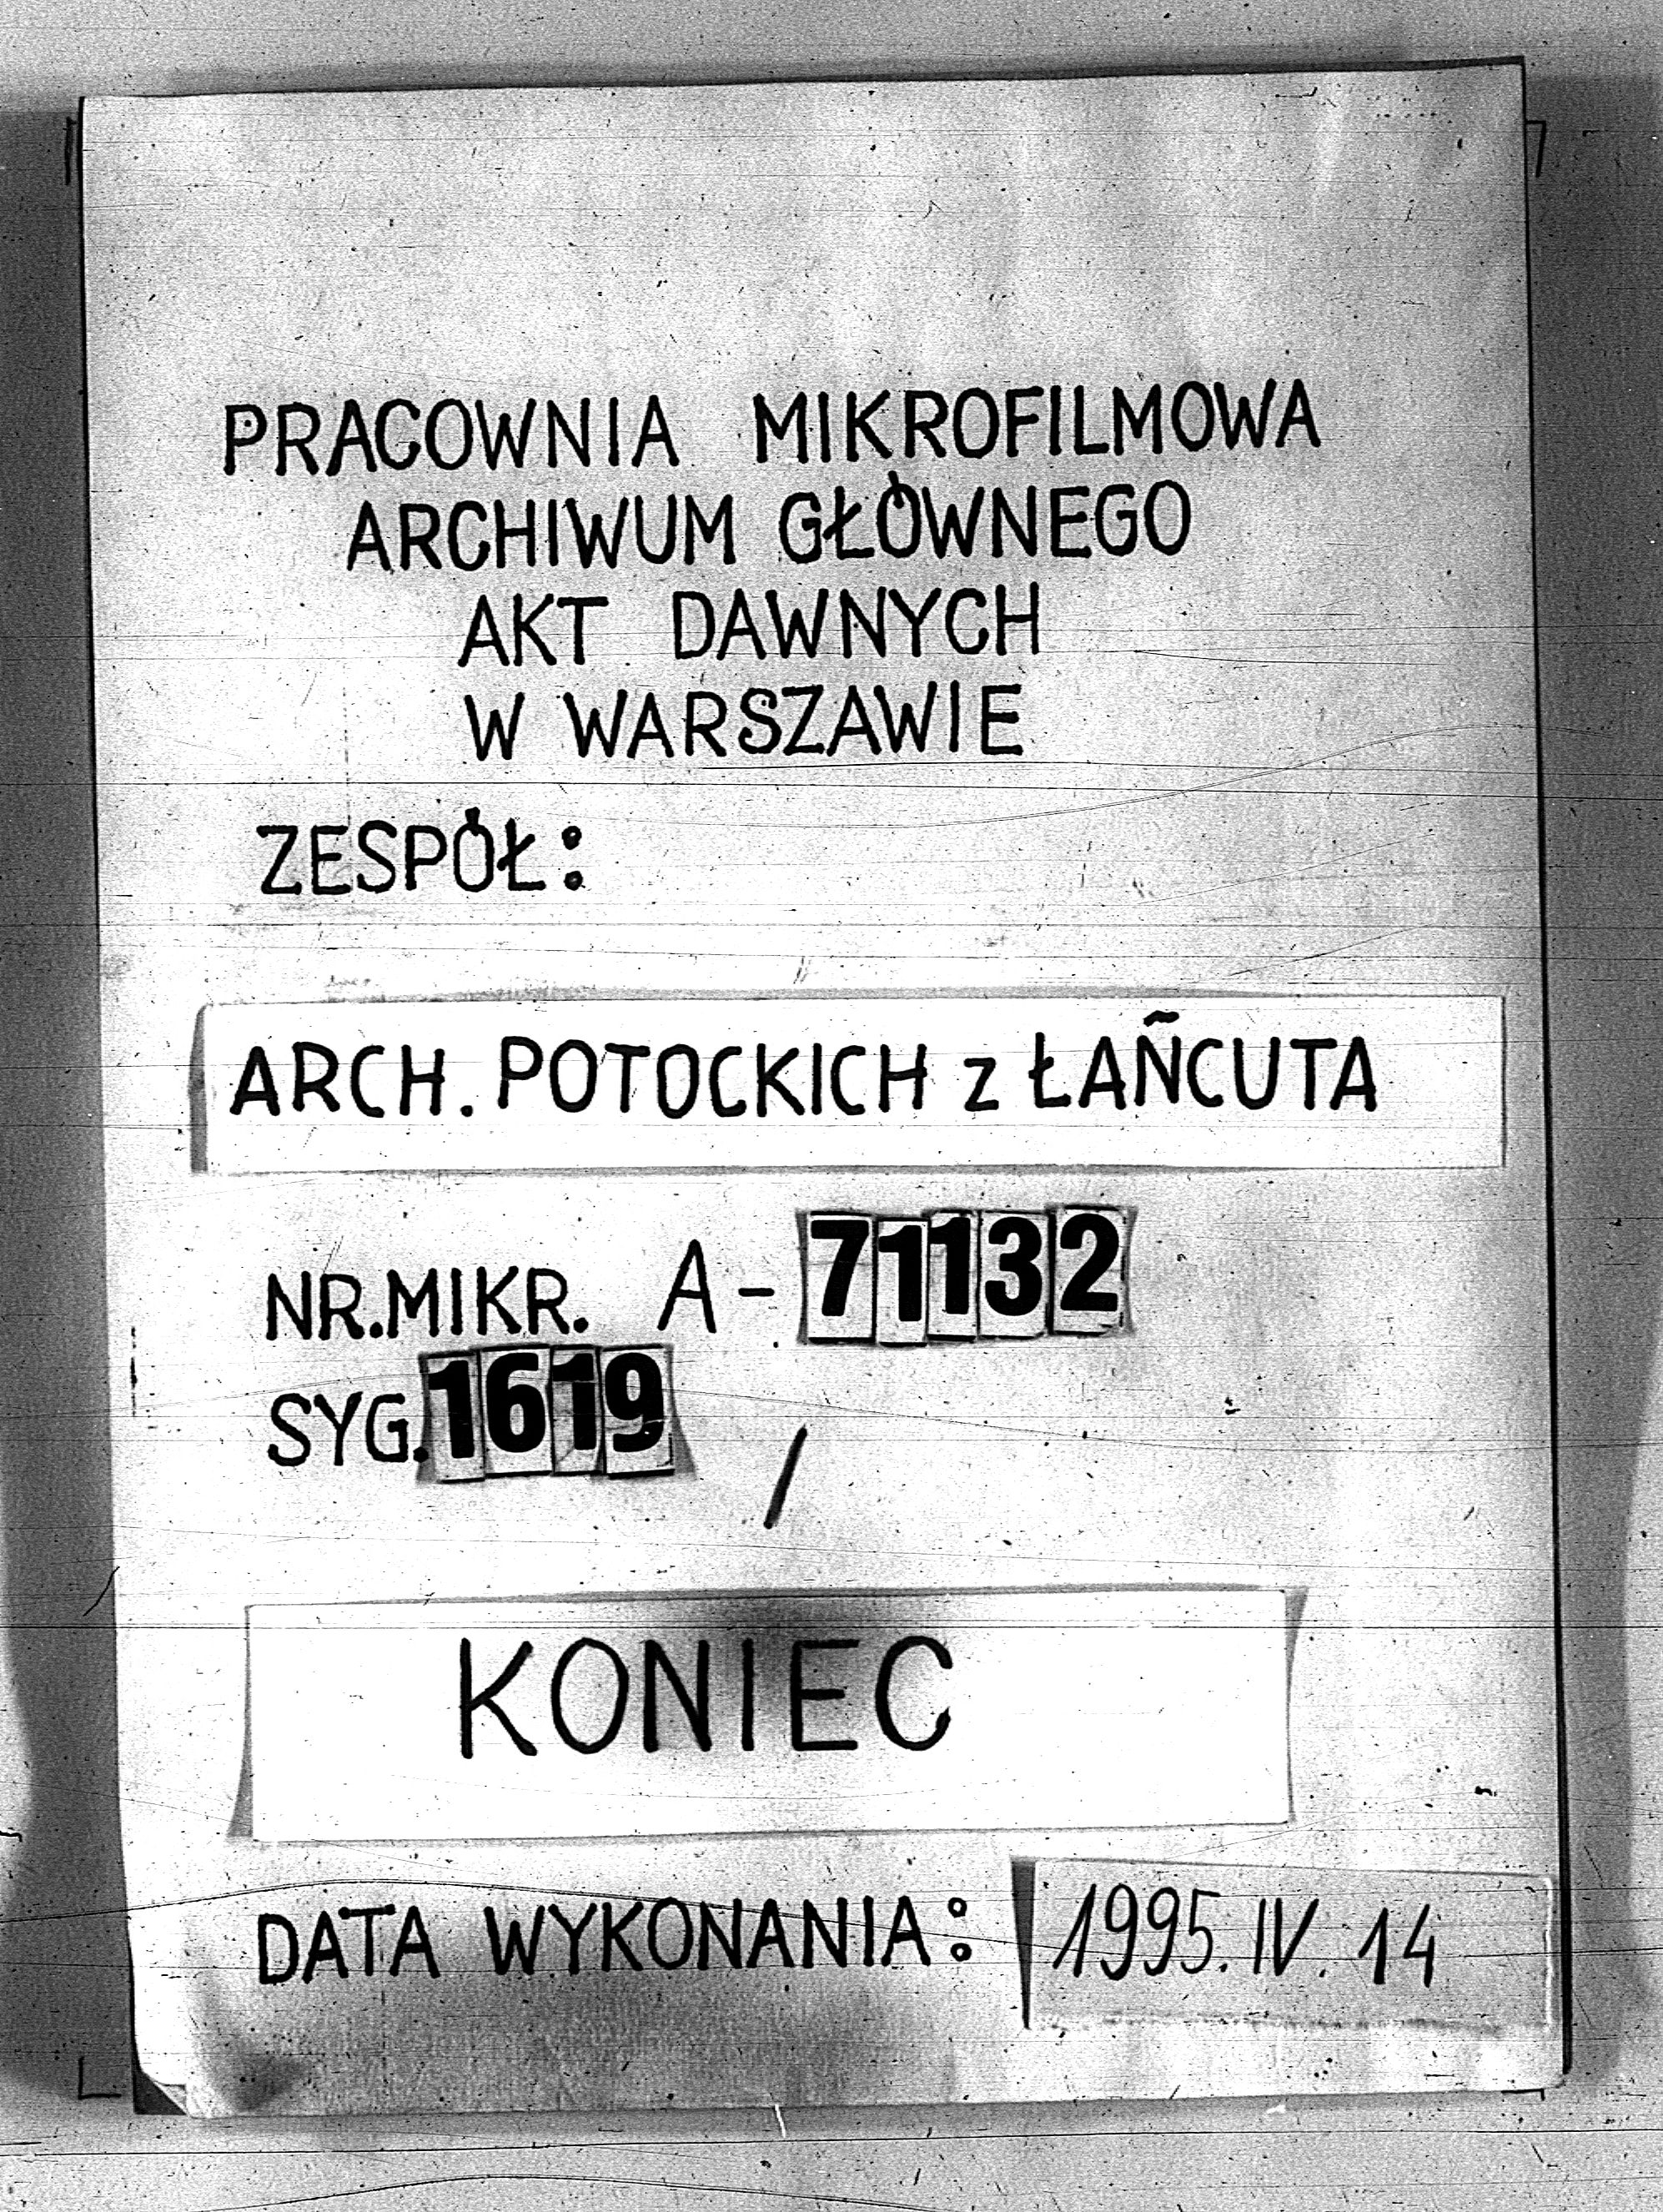 PRACOWNIA MIKROFILMOWA
ARCHIWUM GŁÓWNEGO
AKT DAWNYCH
W WARSZAWIE
ZESPÓŁ:
ARCH. POTOCKICH z ŁAÑCUTA
NR.MIKR. A-71132
SYG.1619
/
KONIEC
DATA WYKONANIA: 1995.IV.14